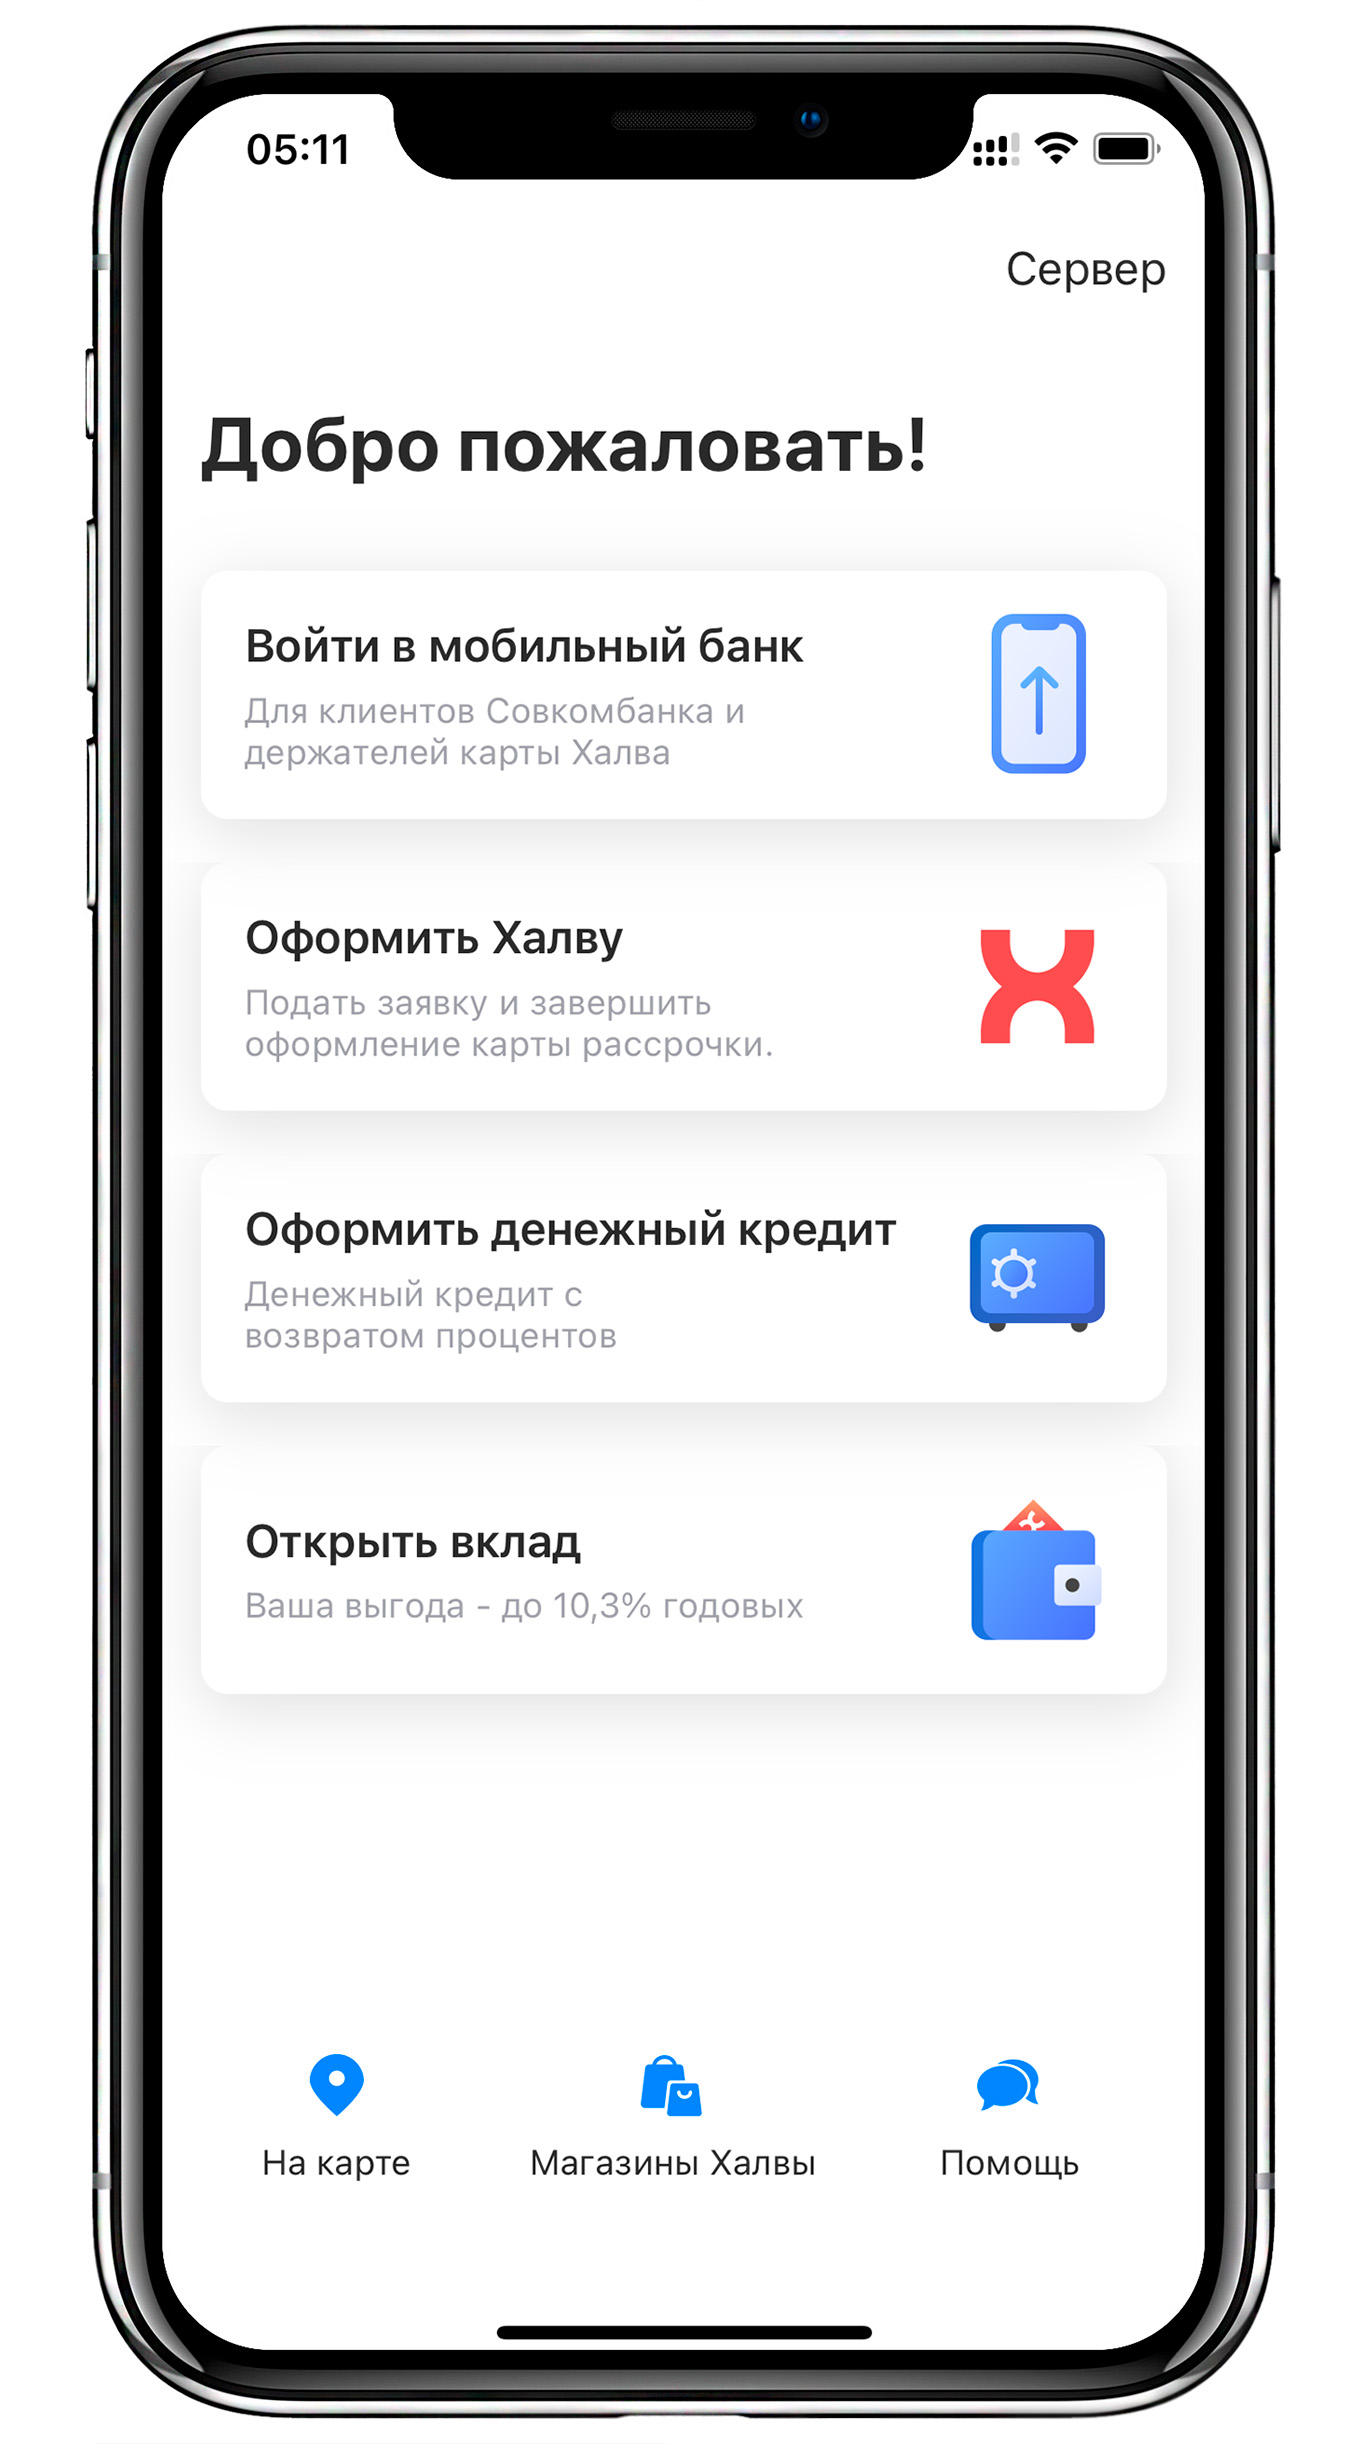 05:11
Сервер
Добро пожаловать!
Войти в мобильный банк
Для клиентов Совкомбанка и
держателей карты Халва
Оформить Халву
Подать заявку и завершить
оформление карты рассрочки.
Оформить денежный кредит
Денежный кредит с
возвратом процентов
Открыть вклад
Ваша выгода - до 10,3% годовых
На карте
Магазины Халвы
Помощь